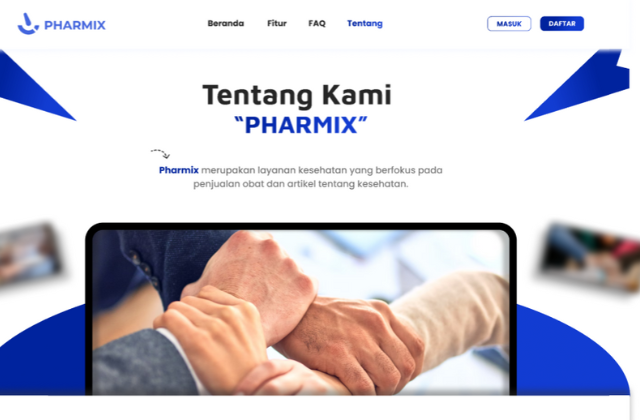 PHARMIX
Beranda
Fitur
FAQ
Tentang
MASUK
DAFTAR
Tentang Kami
“PHARMIX”
Pharmix merupakan layanan kesehatan yang berfokus pada
penjualan obat dan artikel tentang kesehatan.